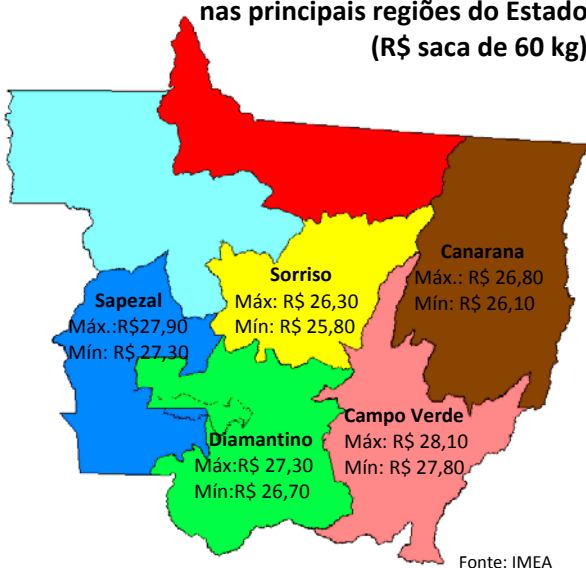 nas principais regiões do Estado
(R$ saca de 60 kg)
Canarana
Máx.: R$ 26,80
Mín: R$ 26,10
Sorriso
Máx: R$ 26,30
Mín: R$ 25,80
Sapezal
Máx.:R$27,90
Mín: R$ 27,30
Campo Verde
Máx: R$ 28,10
Mín: R$ 27,80
Diamantino
Máx:R$ 27,30
Mín:R$ 26,70
Fonte: IMEA